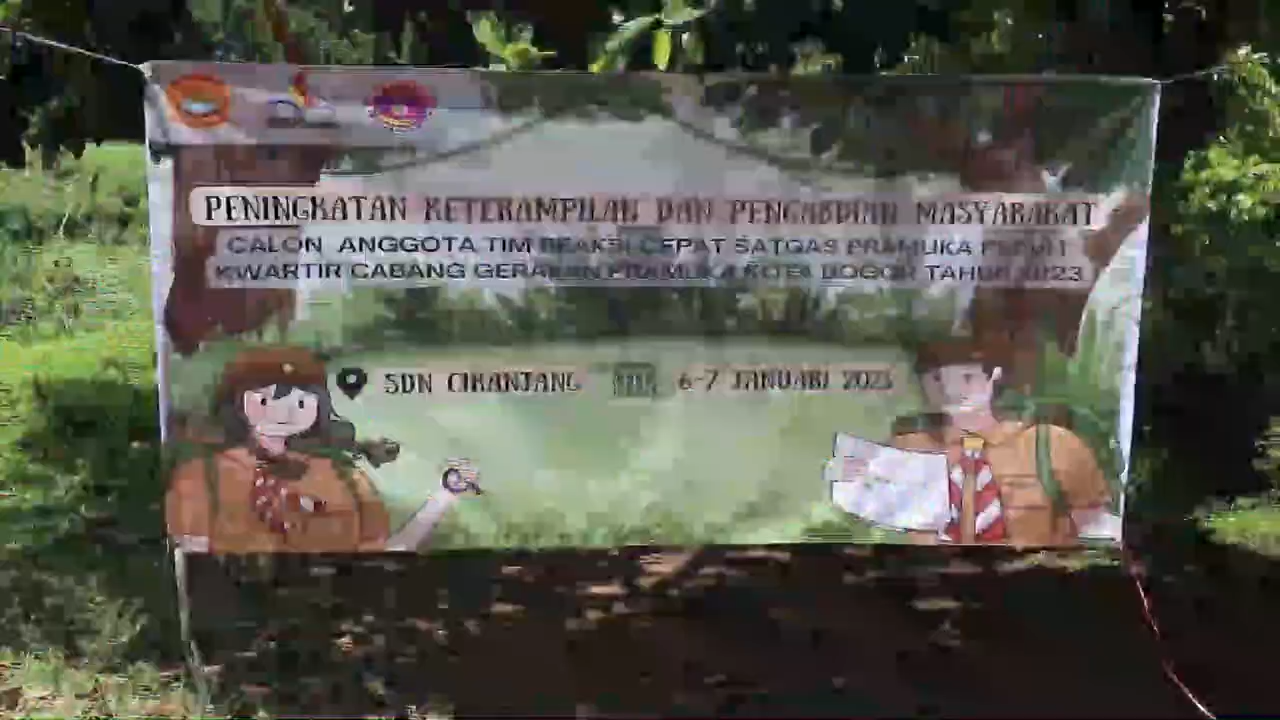 PENINGKATAN KETERAMPILAN DAN PENGABDIAN MASYARAKAT
CALON ANGGOTA TIM REAKSI CEPAT SATGAS PRAMUKA PEDULI
KWARTIR CABANG GERAKAN PRAMUKA KOTA BOGOR TAHUN 2023
SDN CIKANJANG
6-7 JANUARI 2023